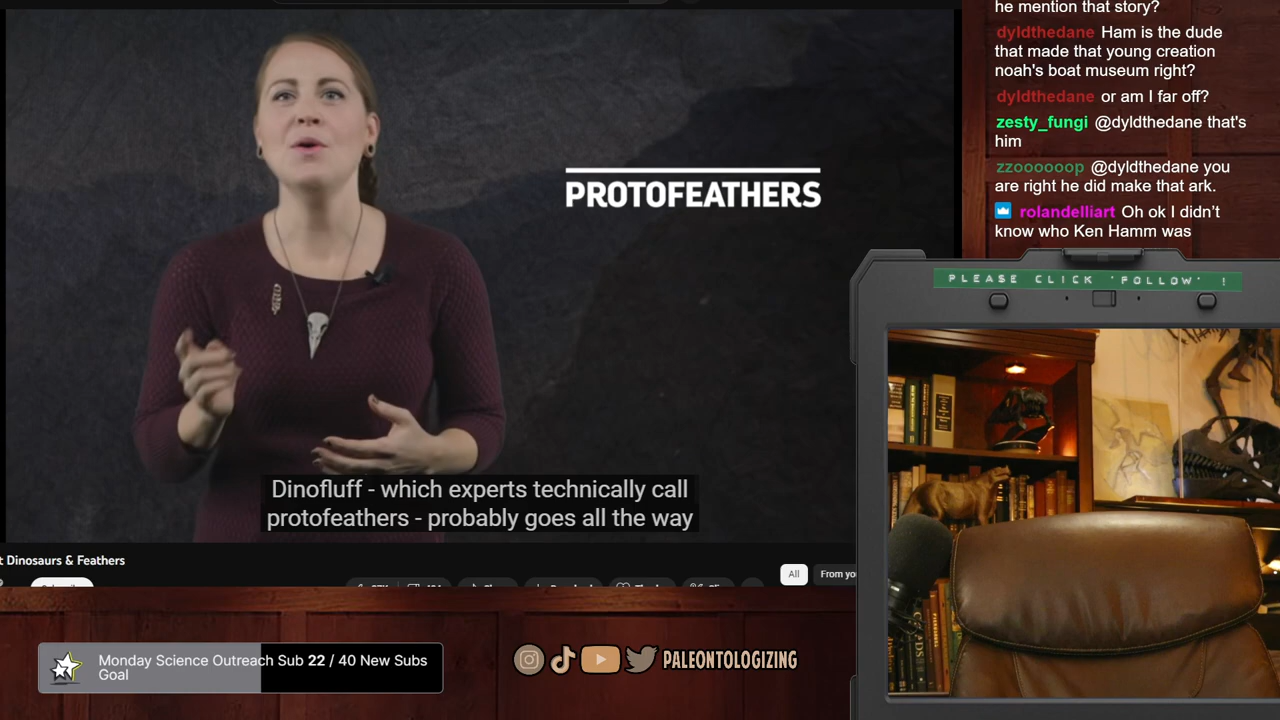 PROTOFEATHERS
Dinofluff - which experts technically call
protofeathers - probably goes all the way
t Dinosaurs & Feathers
All
From you
Monday Science Outreach Sub 22 / 40 New Subs
Goal
PALEONTOLOGIZING
he mention that story?
dyldthedane Ham is the dude
that made that young creation
noah's boat museum right?
dyldthedane or am I far off?
zesty_fungi @dyldthedane that's
him
zzoooooop @dyldthedane you
are right he did make that ark.
rolandelliart Oh ok I didn't
know who Ken Hamm was
PLEASE CLICK 'FOLLOW' !